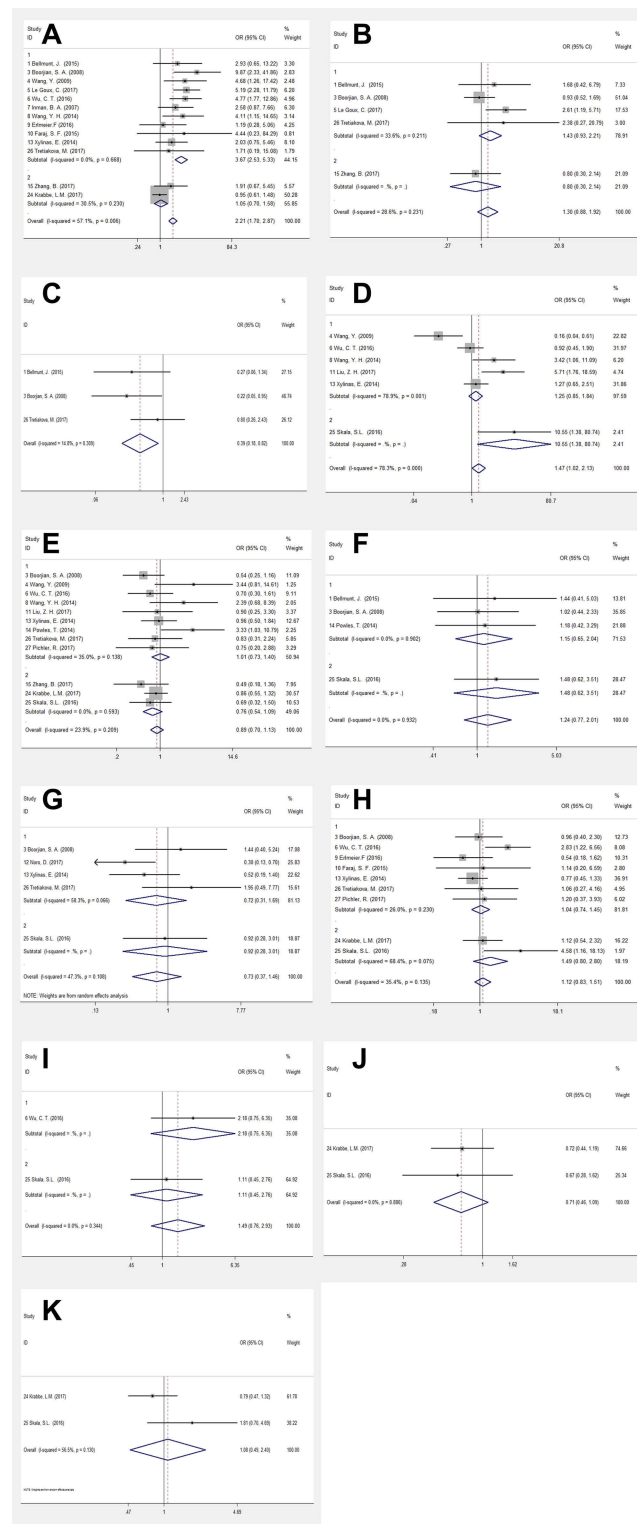 A
Study %
ID OR (95% CI) Weight
1
1 Bellmunt, J. (2015) 2.93 (0.65, 13.22) 3.30
3 Boorjian, S. A. (2008) 9.87 (2.33, 41.86) 2.03
4 Wang, Y. (2009) 4.68 (1.26, 17.42) 2.48
5 Le Goux, C. (2017) 5.19 (2.28, 11.79) 6.20
6 Wu, C. T. (2016) 4.77 (1.77, 12.86) 4.96
7 Inman, B. A. (2007) 2.58 (0.87, 7.66) 6.30
8 Wang, Y. H. (2014) 4.11 (1.15, 14.65) 3.14
9 Erlmeier.F (2016) 1.19 (0.28, 5.06) 4.25
10 Faraj, S. F. (2015) 4.44 (0.23, 84.29) 0.81
13 Xylinas, E. (2014) 2.03 (0.75, 5.46) 8.10
26 Tretiakova, M. (2017) 1.71 (0.19, 15.08) 1.79
Subtotal (I-squared = 0.0%, p = 0.668) 3.67 (2.53, 5.33) 44.15
2
15 Zhang, B. (2017) 1.91 (0.67, 5.45) 5.57
24 Krabbe, L.M. (2017) 0.95 (0.61, 1.48) 50.28
Subtotal (I-squared = 30.5%, p = 0.230) 1.05 (0.70, 1.58) 55.85
Overall (I-squared = 57.1%, p = 0.006) 2.21 (1.70, 2.87) 100.00
.24 1 84.3
B
Study %
ID OR (95% CI) Weight
1
1 Bellmunt, J. (2015) 1.68 (0.42, 6.79) 7.33
3 Boorjian, S. A. (2008) 0.93 (0.52, 1.69) 51.04
5 Le Goux, C. (2017) 2.61 (1.19, 5.71) 17.53
26 Tretiakova, M. (2017) 2.38 (0.27, 20.79) 3.00
Subtotal (I-squared = 33.6%, p = 0.211) 1.43 (0.93, 2.21) 78.91
2
15 Zhang, B. (2017) 0.80 (0.30, 2.14) 21.09
Subtotal (I-squared = .%, p = .) 0.80 (0.30, 2.14) 21.09
Overall (I-squared = 28.6%, p = 0.231) 1.30 (0.88, 1.92) 100.00
.27 1 20.8
C
Study %
ID OR (95% CI) Weight
1 Bellmunt, J. (2015) 27.15
3 Boorjian, S. A. (2008) 46.74
26 Tretiakova, M. (2017) 0.80 (0.26, 2.43) 26.12
Overall (I-squared = 14.8%, p = 0.309) 0.39 (0.18, 0.82) 100.00
1 2.43
D
Study %
ID OR (95% CI) Weight
1
4 Wang, Y. (2009) 0.16 (0.04, 0.61) 22.82
6 Wu, C. T. (2016) 0.92 (0.45, 1.90) 31.97
8 Wang, Y. H. (2014) 3.42 (1.06, 11.09) 6.20
11 Liu, Z. H. (2017) 5.71 (1.76, 18.59) 4.74
13 Xylinas, E. (2014) 1.27 (0.65, 2.51) 31.86
Subtotal (I-squared = 78.9%, p = 0.001) 1.25 (0.85, 1.84) 97.59
2
25 Skala, S.L. (2016) 10.55 (1.38, 80.74) 2.41
Subtotal (I-squared = .%, p = .) 10.55 (1.38, 80.74) 2.41
Overall (I-squared = 78.3%, p = 0.000) 1.47 (1.02, 2.13) 100.00
.04 1 80.7
E
Study %
ID OR (95% CI) Weight
1
3 Boorjian, S. A. (2008) 0.54 (0.25, 1.16) 11.09
4 Wang, Y. (2009) 3.44 (0.81, 14.61)
6 Wu, C. T. (2016) 0.70 (0.30, 1.61) 9.11
8 Wang, Y. H. (2014) 2.39 (0.68, 8.39) 2.05
11 Liu, Z. H. (2017) 0.90 (0.25, 3.30) 3.37
13 Xylinas, E. (2014) 0.96 (0.50, 1.84) 12.67
14 Powles, T. (2014) 3.33 (1.03, 10.79) 2.25
26 Tretiakova, M. (2017) 0.83 (0.31, 2.24) 5.85
27 Pichler, R. (2017) 0.75 (0.20, 2.88) 3.29
Subtotal (I-squared = 35.0%, p = 0.138) 1.01 (0.73, 1.40) 50.94
2
15 Zhang, B. (2017) 0.49 (0.18, 1.36) 7.95
24 Krabbe, L.M. (2017) 0.86 (0.55, 1.32) 30.57
25 Skala, S.L. (2016) 0.69 (0.32, 1.50) 10.53
Subtotal (I-squared = 0.0%, p = 0.593) 0.76 (0.54, 1.09) 49.06
Overall (I-squared = 23.9%, p = 0.209) 0.89 (0.70, 1.13) 100.00
.2 1 14.6
F
Study %
ID OR (95% CI) Weight
1
1 Bellmunt, J. (2015) 1.44 (0.41, 5.03) 13.81
3 Boorjian, S. A. (2008) 1.02 (0.44, 2.33) 35.85
14 Powles, T. (2014) 1.18 (0.42, 3.29) 21.88
Subtotal (I-squared = 0.0%, p = 0.902) 1.15 (0.65, 2.04) 71.53
2
25 Skala, S.L. (2016) 1.48 (0.62, 3.51) 28.47
Subtotal (I-squared = .%, p = .) 1.48 (0.62, 3.51) 28.47
Overall (I-squared = 0.0%, p = 0.932) 1.24 (0.77, 2.01) 100.00
.41 1 5.03
G
Study %
ID OR (95% CI) Weight
1
3 Boorjian, S. A. (2008) 1.44 (0.40, 5.24) 17.08
12 Naro, D. (2017) 25.83
13 Xylinas, E. (2014) 0.52 (0.19, 1.40) 22.62
26 Tretiakova, M. (2017) 1.95 (0.49, 7.77) 15.61
Subtotal (I-squared = 58.3%, p = 0.066) 0.72 (0.31, 1.69) 81.13
2
25 Skala, S.L. (2016) 0.92 (0.28, 3.01) 18.87
Subtotal (I-squared = .%, p = .) 0.92 (0.28, 3.01) 18.87
Overall (I-squared = 47.3%, p = 0.108) 0.73 (0.37, 1.46) 100.00
NOTE: Weights are from random effects analysis
.13 1 7.77
H
Study %
ID OR (95% CI) Weight
1
3 Boorjian, S. A. (2008) 0.96 (0.40, 2.30) 12.73
6 Wu, C. T. (2016) 2.83 (1.22, 6.56) 8.08
9 Erlmeier.F (2016) 0.54 (0.18, 1.62) 10.31
10 Faraj, S. F. (2015) 1.14 (0.20, 6.59) 2.80
13 Xylinas, E. (2014) 0.77 (0.45, 1.33) 36.91
26 Tretiakova, M. (2017) 1.06 (0.27, 4.16) 4.95
27 Pichler, R. (2017) 1.20 (0.37, 3.93) 6.02
Subtotal (I-squared = 26.0%, p = 0.230) 1.04 (0.74, 1.45) 81.81
2
24 Krabbe, L.M. (2017) 1.12 (0.54, 2.32) 16.22
25 Skala, S.L. (2016) 4.58 (1.16, 18.13) 1.97
Subtotal (I-squared = 68.4%, p = 0.075) 1.49 (0.80, 2.80) 18.19
Overall (I-squared = 35.4%, p = 0.135) 1.12 (0.83, 1.51) 100.00
1 18.1
I
Study %
ID OR (95% CI) Weight
1
6 Wu, C. T. (2016) 2.18 (0.75, 6.35) 35.08
Subtotal (I-squared = .%, p = .) 2.18 (0.75, 6.35) 35.08
2
25 Skala, S.L. (2016) 1.11 (0.45, 2.76) 64.92
Subtotal (I-squared = .%, p = .) 1.11 (0.45, 2.76) 64.92
Overall (I-squared = 0.0%, p = 0.344) 1.49 (0.76, 2.93) 100.00
.45 1 6.35
J
Study %
ID OR (95% CI) Weight
24 Krabbe, L.M. (2017) 0.72 (0.44, 1.19) 74.66
25 Skala, S.L. (2016) 0.67 (0.28, 1.62) 25.34
Overall (I-squared = 0.0%, p = 0.888) 100.00
.28 1 1.62
K
Study %
ID OR (95% CI) Weight
24 Krabbe, L.M. (2017) 0.79 (0.47, 1.32) 61.78
25 Skala, S.L. (2016) 1.81 (0.70, 4.69) 38.22
Overall (I-squared = 56.5%, p = 0.130) 1.08 (0.49, 2.40) 100.00
NOTE: Weights are from random effects analysis
.47 1 4.69